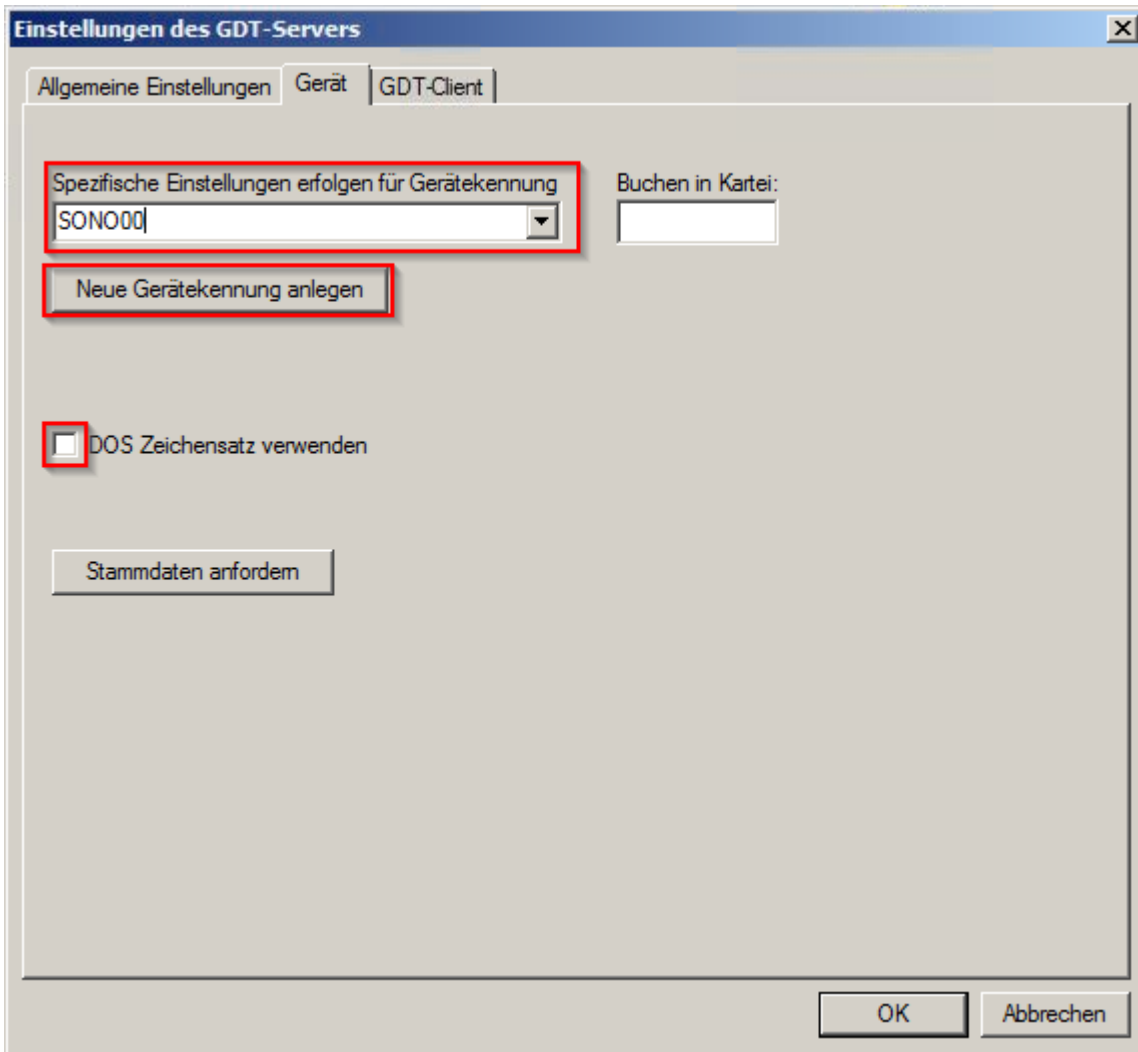 Einstellungen des GDT-Servers
Allgemeine Einstellungen Gerät GDT-Client
Spezifische Einstellungen erfolgen für Gerätekennung Buchen in Kartei:
SONO00
Neue Gerätekennung anlegen
DOS Zeichensatz verwenden
Stammdaten anfordern
OK Abbrechen